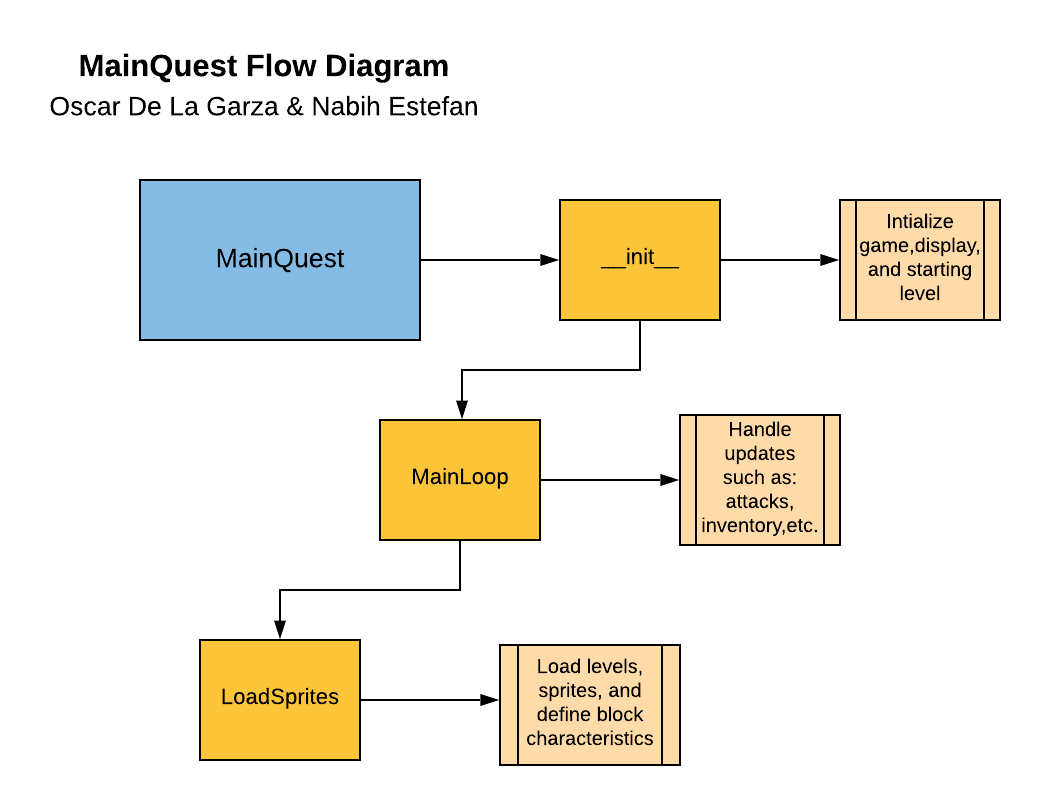 MainQuest Flow Diagram
Oscar De La Garza & Nabih Estefan
MainQuest
__init__
Intialize
game,display,
and starting
level
MainLoop
Handle
updates
such as:
attacks,
inventory,etc.
LoadSprites
Load levels,
sprites, and
define block
characteristics